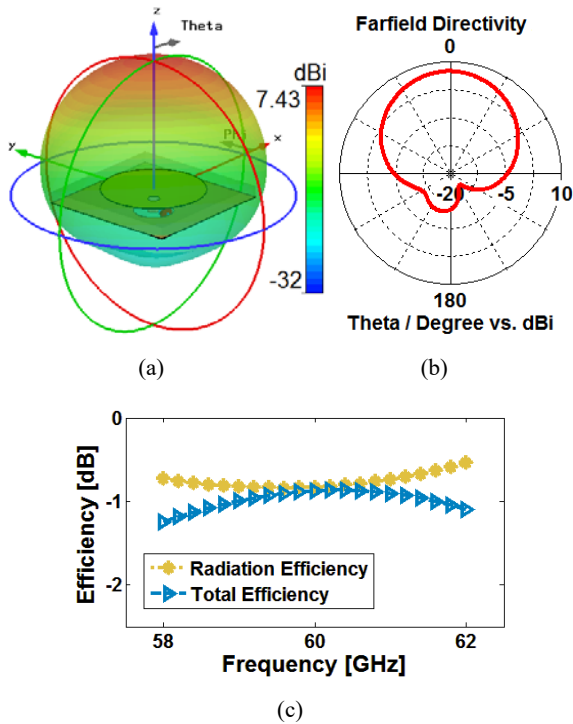 z
Theta
dBi
7.43
Phi
x
y
-32
(a)
Farfield Directivity
0
-20
-5
10
180
Theta / Degree vs. dBi
(b)
0
-1
-2
Efficiency [dB]
Radiation Efficiency
Total Efficiency
58
60
62
Frequency [GHz]
(c)